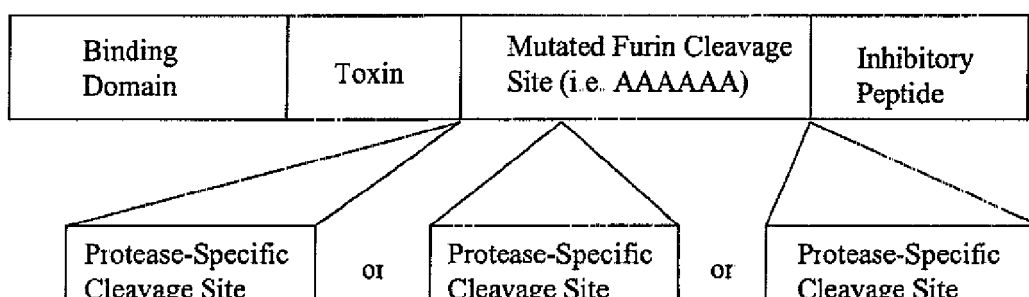 Binding
Domain
Toxin
Mutated Furin Cleavage
Site (i.e. AAAAAA)
Inhibitory
Peptide
Protease-Specific
Cleavage Site
or
Protease-Specific
Cleavage Site
or
Protease-Specific
Cleavage Site